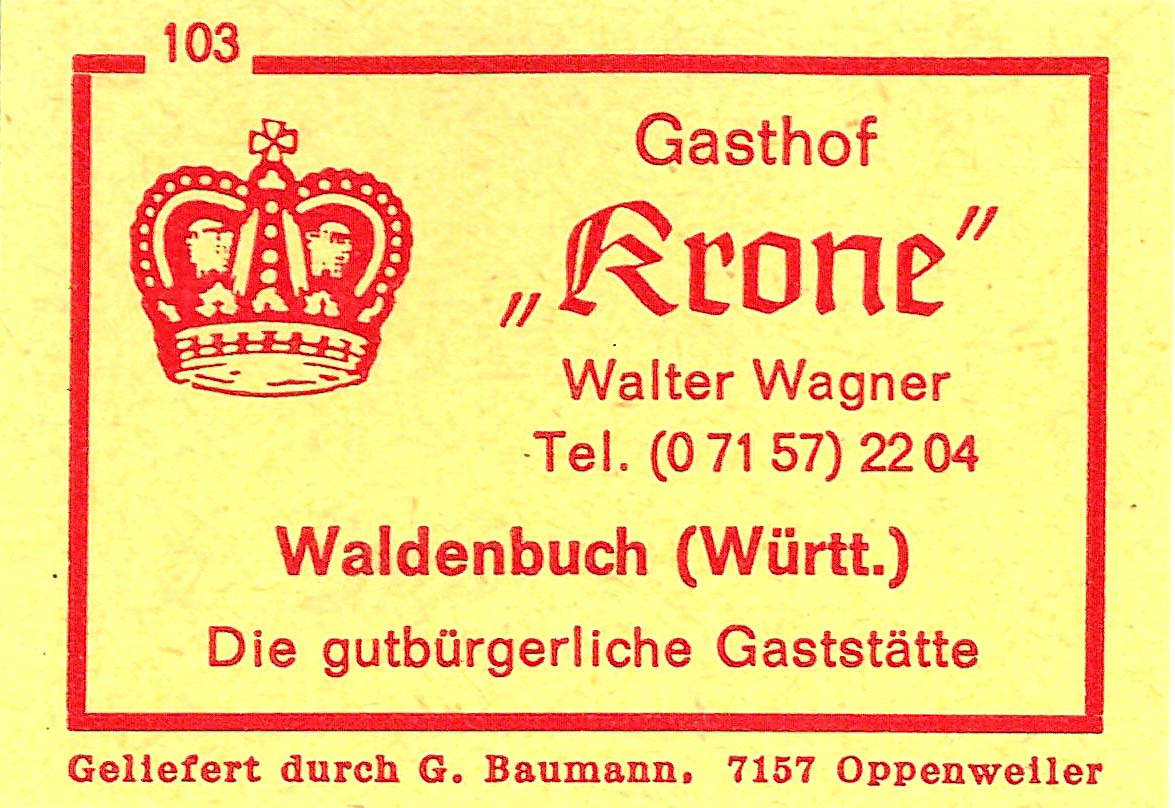 103
Gasthof
„Krone”
Walter Wagner
Tel. (0 71 57) 22 04
Waldenbuch (Württ.)
Die gutbürgerliche Gaststätte
Geliefert durch G. Baumann, 7157 Oppenweiler